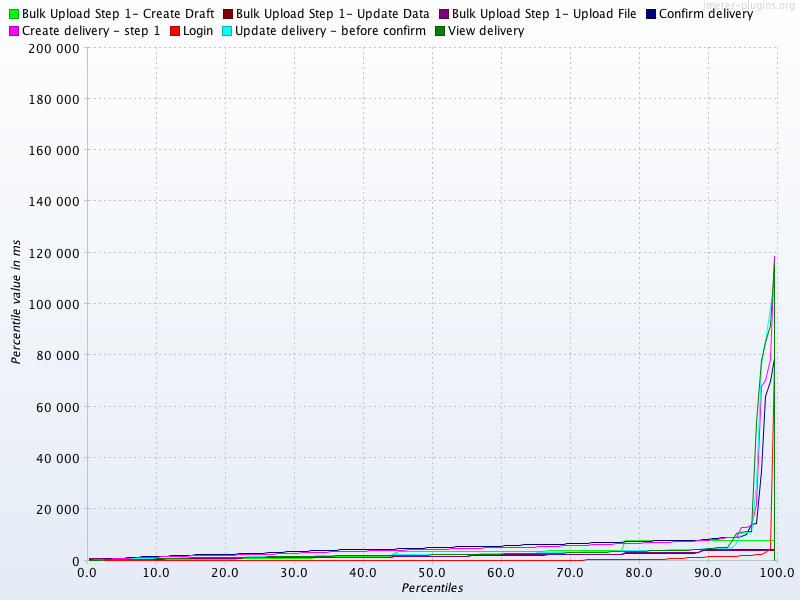 jmeter-plugins.org
Bulk Upload Step 1- Create Draft Bulk Upload Step 1- Update Data Bulk Upload Step 1- Upload File Confirm delivery
Create delivery - step 1 Login Update delivery - before confirm View delivery
200 000
180 000
160 000
140 000
120 000
100 000
80 000
60 000
40 000
20 000
0
Percentile value in ms
0.0 10.0 20.0 30.0 40.0 50.0 60.0 70.0 80.0 90.0 100.0
Percentiles